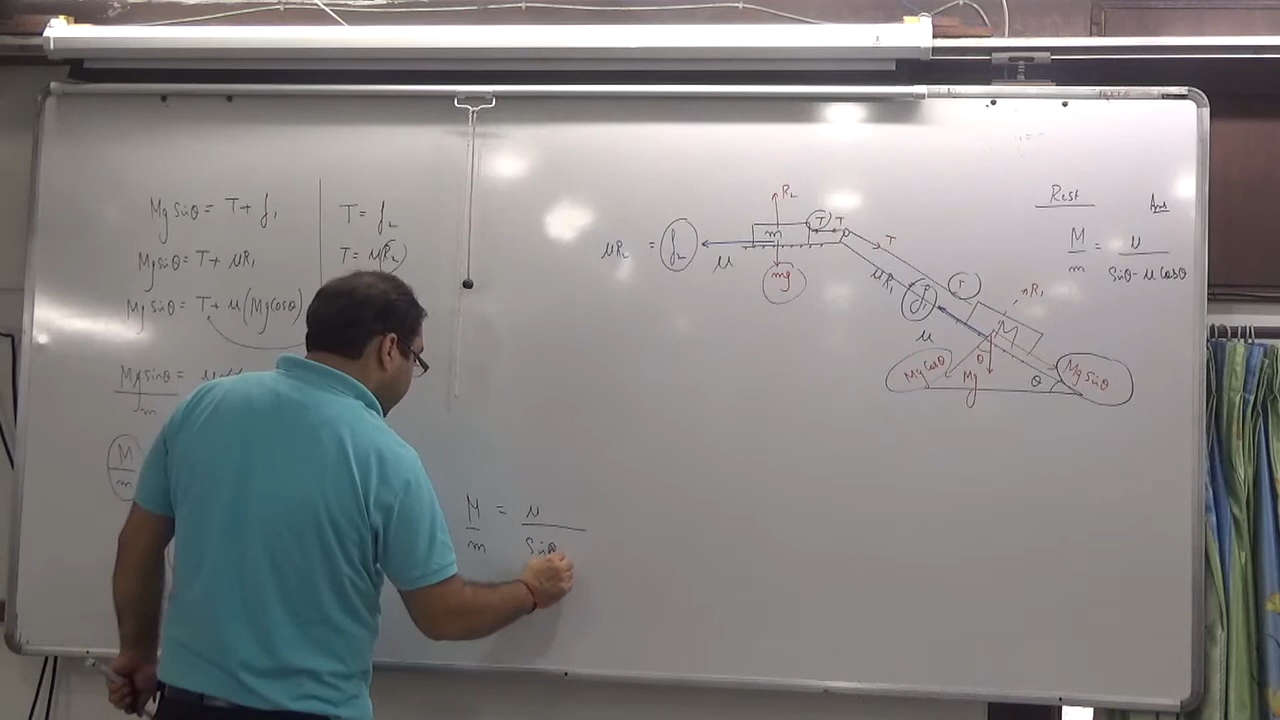 Mg sinθ = T + f₁
Mg sinθ = T + μR₁
Mg sinθ = T + μ(Mg cosθ)
Mg sinθ = μ
m
M
m
T = f₂
T = μR₂
M/m = μ/sinθ
μR₂ = f₂
μ
R₂
m
T
T
mg
T
μR₁
f₁
T
μ
R₁
M
Mg cosθ
θ
Mg
θ
Mg sinθ
Rest
Ans
M/m = μ/Sinθ - μ Cosθ